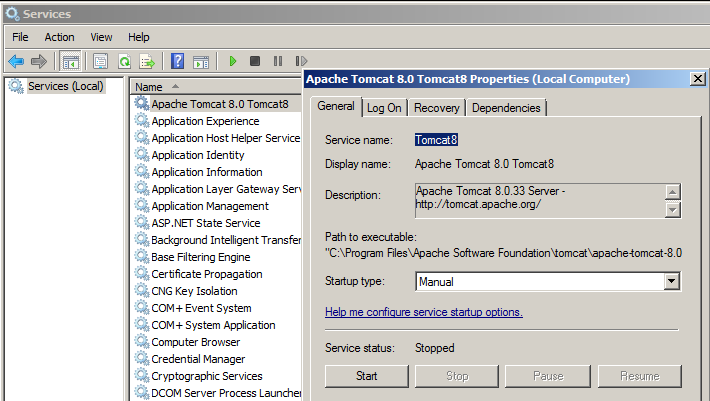 Services
File Action View Help
Services (Local)
Name
Apache Tomcat 8.0 Tomcat8
Application Experience
Application Host Helper Service
Application Identity
Application Information
Application Layer Gateway Serv
Application Management
ASP.NET State Service
Background Intelligent Transfer
Base Filtering Engine
Certificate Propagation
CNG Key Isolation
COM+ Event System
COM+ System Application
Computer Browser
Credential Manager
Cryptographic Services
DCOM Server Process Launcher
Apache Tomcat 8.0 Tomcat8 Properties (Local Computer)
General Log On Recovery Dependencies
Service name: Tomcat8
Display name: Apache Tomcat 8.0 Tomcat8
Description: Apache Tomcat 8.0.33 Server -
http://tomcat.apache.org/
Path to executable:
"C:\Program Files\Apache Software Foundation\tomcat\apache-tomcat-8.0
Startup type: Manual
Help me configure service startup options.
Service status: Stopped
Start Stop Pause Resume